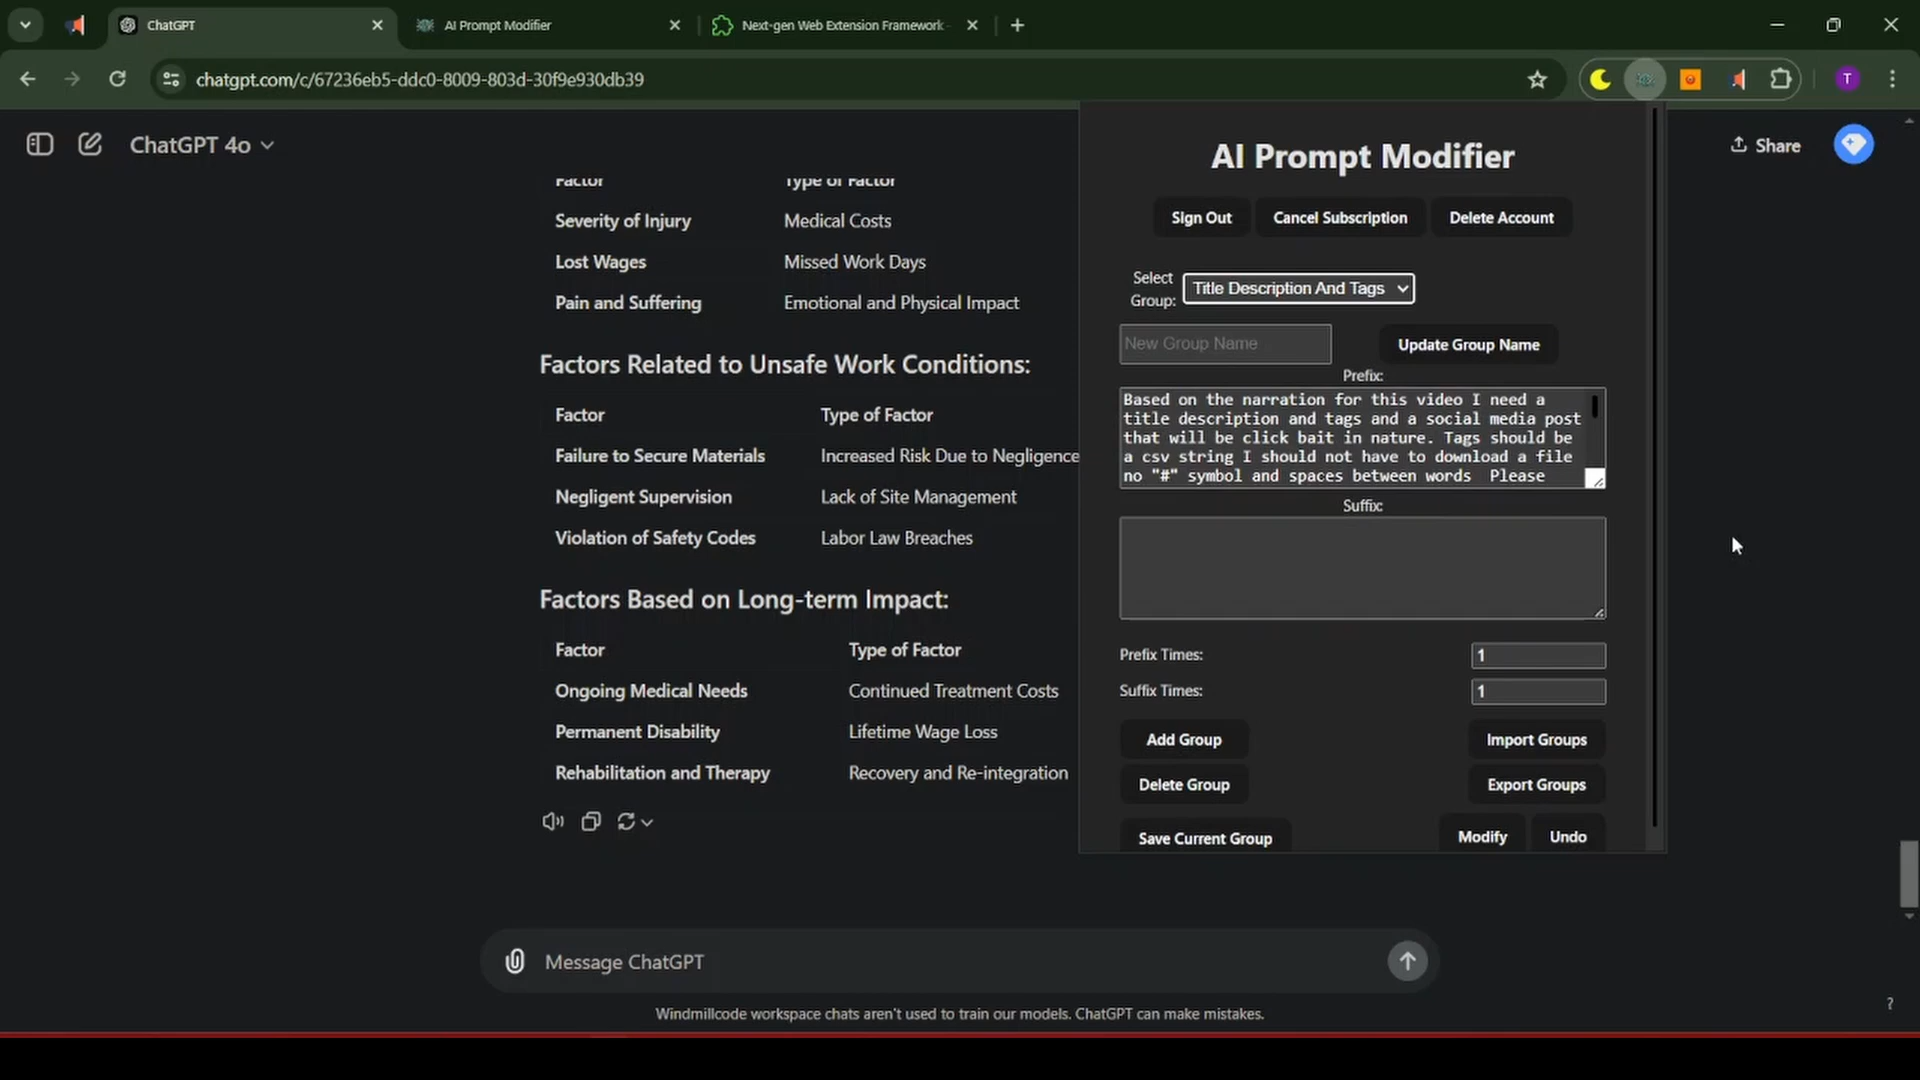 ChatGPT
AI Prompt Modifier
Next-gen Web Extension Framework
chatgpt.com/c/67236eb5-ddc0-8009-803d-30f9e930db39
T
ChatGPT 4o
Share
Factor Type of Factor
Severity of Injury Medical Costs
Lost Wages Missed Work Days
Pain and Suffering Emotional and Physical Impact
Factors Related to Unsafe Work Conditions:
Factor Type of Factor
Failure to Secure Materials Increased Risk Due to Negligence
Negligent Supervision Lack of Site Management
Violation of Safety Codes Labor Law Breaches
Factors Based on Long-term Impact:
Factor Type of Factor
Ongoing Medical Needs Continued Treatment Costs
Permanent Disability Lifetime Wage Loss
Rehabilitation and Therapy Recovery and Re-integration
AI Prompt Modifier
Sign Out Cancel Subscription Delete Account
Select
Group: Title Description And Tags
New Group Name Update Group Name
Prefix:
Based on the narration for this video I need a
title description and tags and a social media post
that will be click bait in nature. Tags should be
a csv string I should not have to download a file
no "#" symbol and spaces between words Please
Suffix:
Prefix Times: 1
Suffix Times: 1
Add Group Import Groups
Delete Group Export Groups
Save Current Group Modify Undo
Message ChatGPT
Windmillcode workspace chats aren't used to train our models. ChatGPT can make mistakes.
?